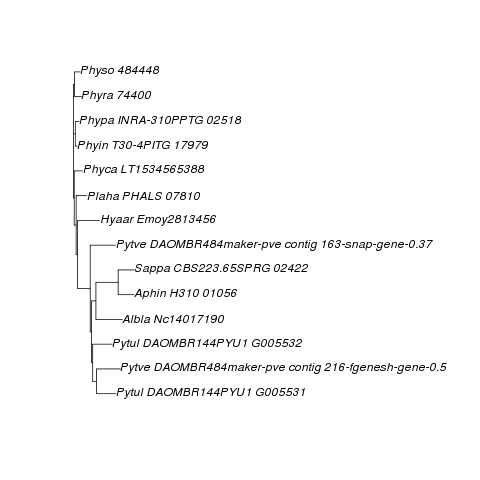 Physo 484448
Phyra 74400
Phypa INRA-310PPTG 02518
Phyin T30-4PITG 17979
Phyca LT1534565388
Plaha PHALS 07810
Hyaar Emoy2813456
Pytve DAOMBR484maker-pve contig 163-snap-gene-0.37
Sappa CBS223.65SPRG 02422
Aphin H310 01056
Albla Nc14017190
Pytul DAOMBR144PYU1 G005532
Pytve DAOMBR484maker-pve contig 216-fgenesh-gene-0.5
Pytul DAOMBR144PYU1 G005531